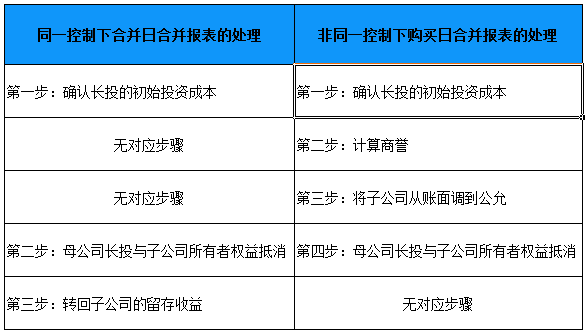 同一控制下合并日合并报表的处理
非同一控制下购买日合并报表的处理
第一步：确认长投的初始投资成本
第一步：确认长投的初始投资成本
无对应步骤
第二步：计算商誉
无对应步骤
第三步：将子公司从账面调到公允
第二步：母公司长投与子公司所有者权益抵消
第四步：母公司长投与子公司所有者权益抵消
第三步：转回子公司的留存收益
无对应步骤